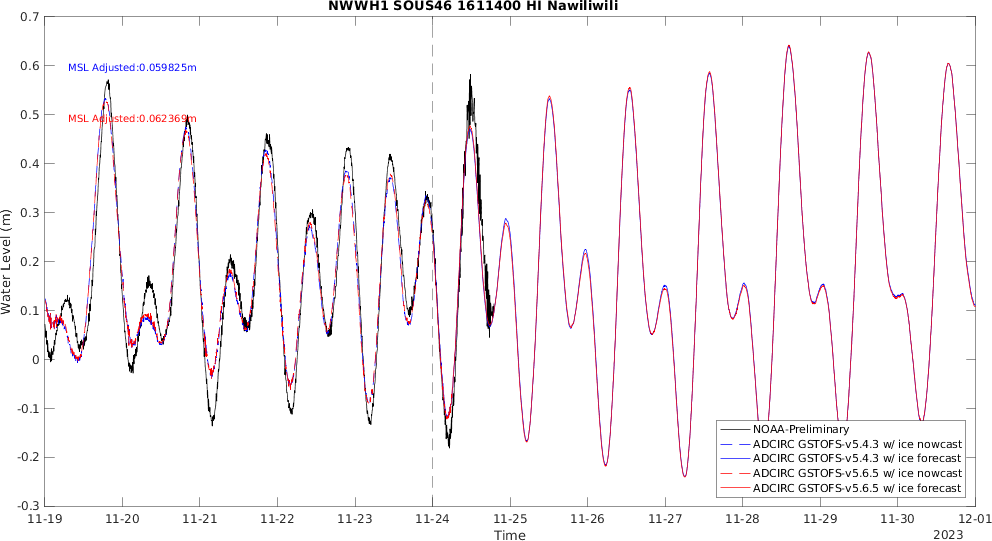 NWWH1 SOUS46 1611400 HI Nawiliwili
0.7
0.6
0.5
0.4
0.3
0.2
0.1
0
-0.1
-0.2
-0.3
Water Level (m)
MSL Adjusted:0.059825m
MSL Adjusted:0.062369m
NOAA-Preliminary
ADCIRC GSTOFS-v5.4.3 w/ ice nowcast
ADCIRC GSTOFS-v5.4.3 w/ ice forecast
ADCIRC GSTOFS-v5.6.5 w/ ice nowcast
ADCIRC GSTOFS-v5.6.5 w/ ice forecast
11-19 11-20 11-21 11-22 11-23 11-24 11-25 11-26 11-27 11-28 11-29 11-30 12-01
Time
2023